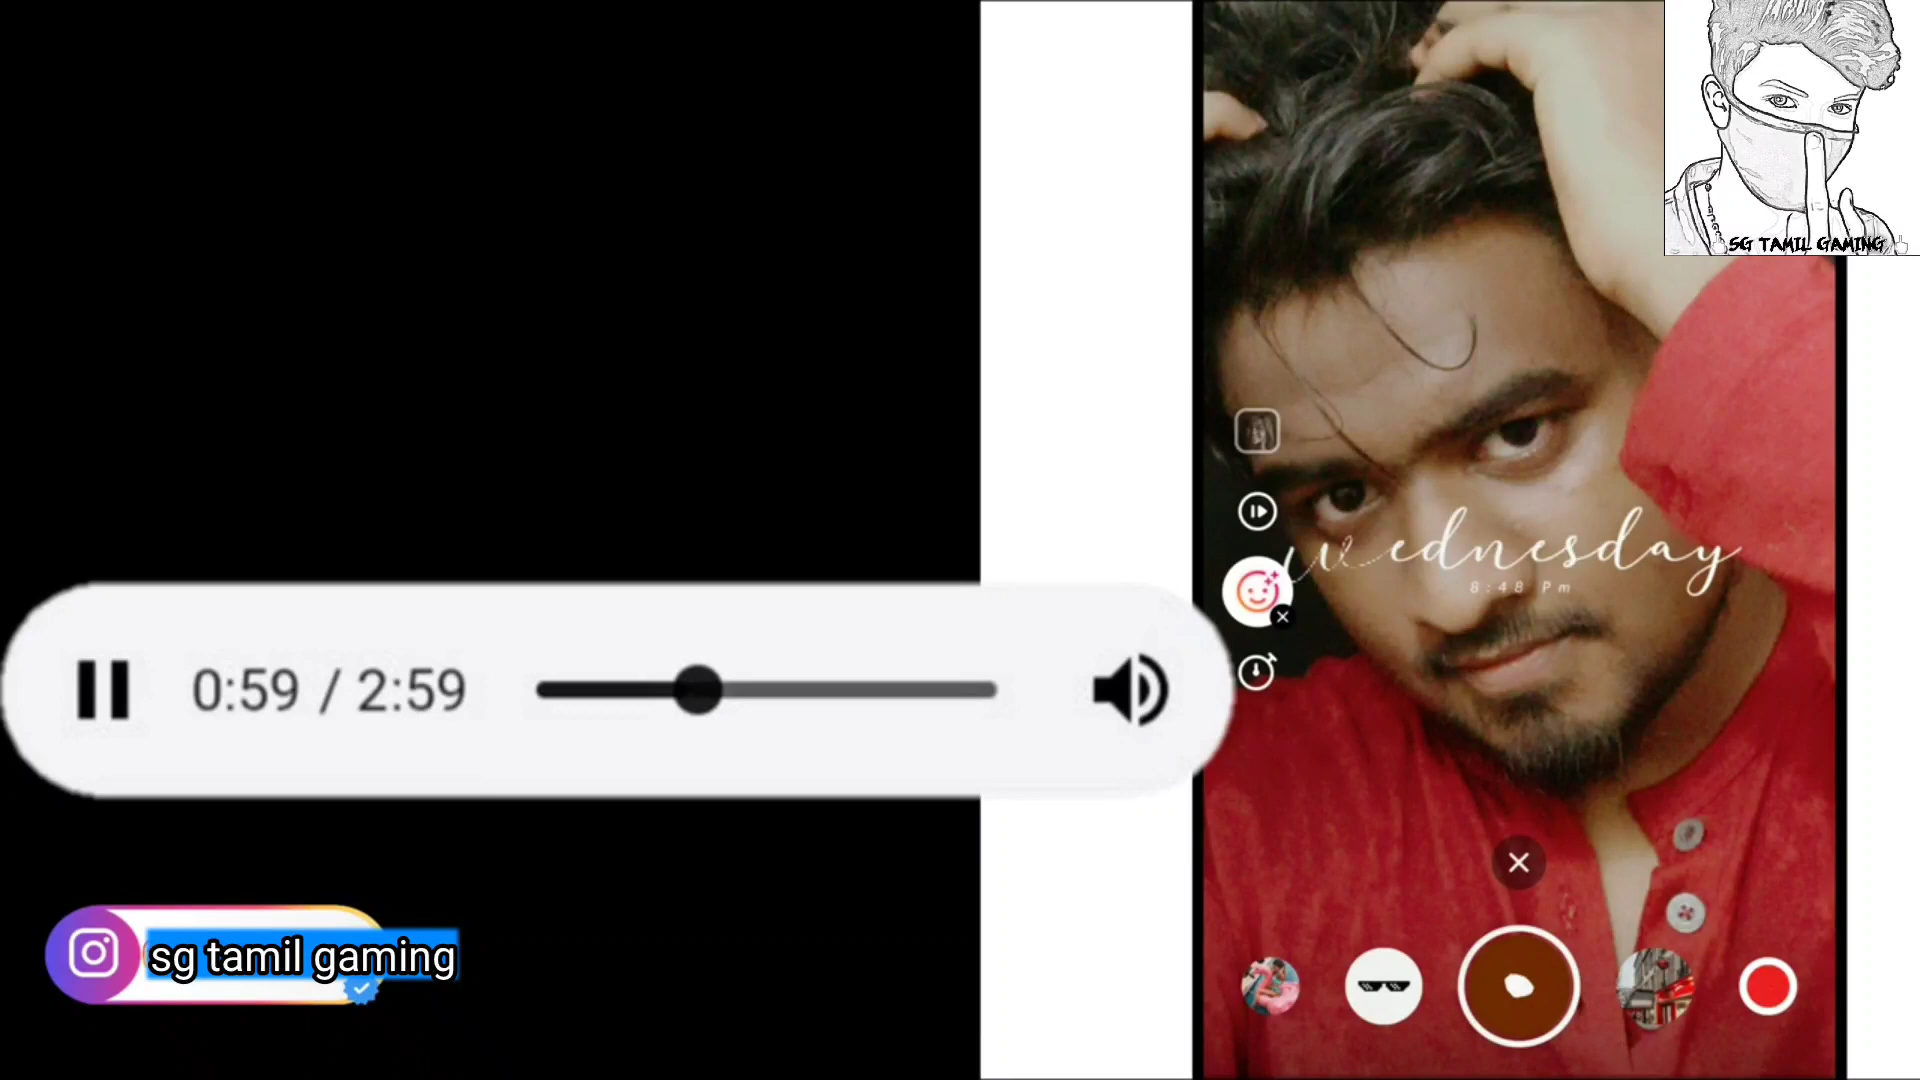 SG TAMIL GAMING
wednesday
8:48 Pm
0:59 / 2:59
sg tamil gaming